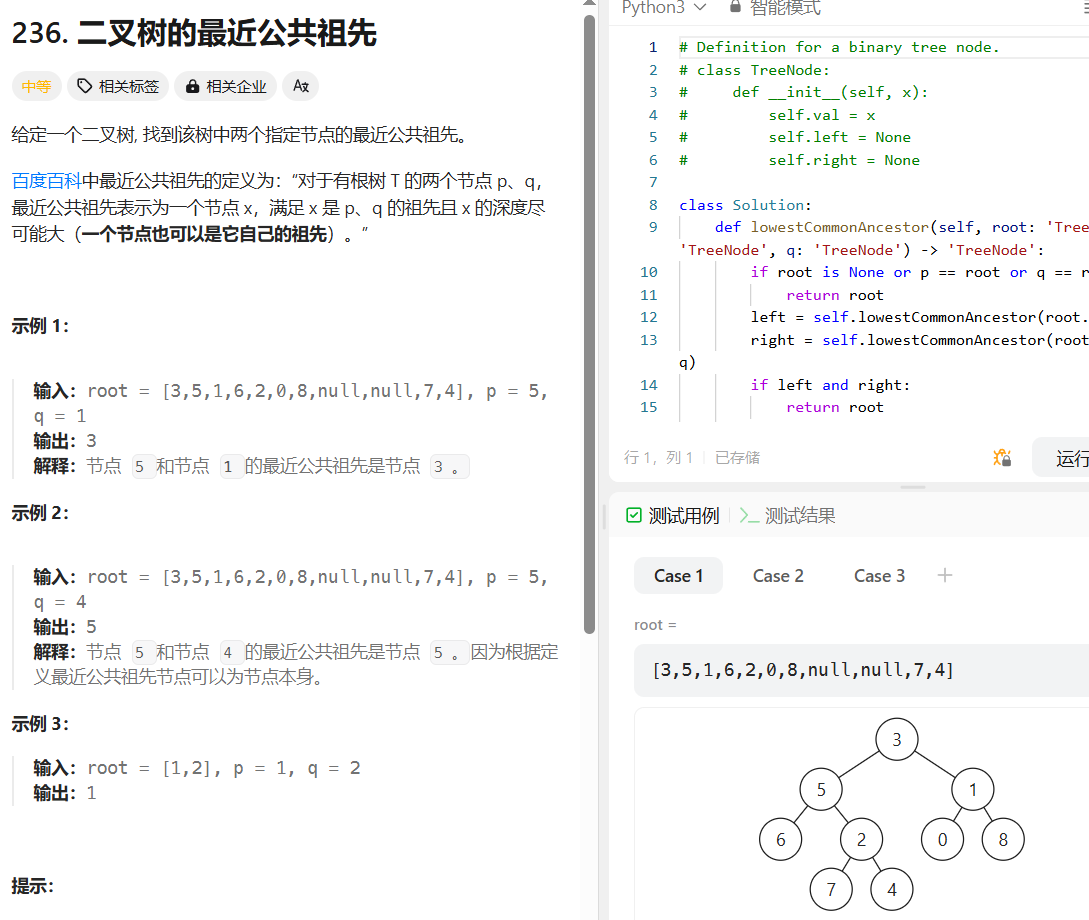 236. 二叉树的最近公共祖先
中等 相关标签 相关企业 Aあ
给定一个二叉树, 找到该树中两个指定节点的最近公共祖先。
百度百科中最近公共祖先的定义为：“对于有根树 T 的两个节点 p、q，
最近公共祖先表示为一个节点 x，满足 x 是 p、q 的祖先且 x 的深度尽
可能大（一个节点也可以是它自己的祖先）。”
示例 1：
输入：root = [3,5,1,6,2,0,8,null,null,7,4], p = 5,
q = 1
输出：3
解释：节点 5 和节点 1 的最近公共祖先是节点 3 。
示例 2：
输入：root = [3,5,1,6,2,0,8,null,null,7,4], p = 5,
q = 4
输出：5
解释：节点 5 和节点 4 的最近公共祖先是节点 5 。因为根据定
义最近公共祖先节点可以为节点本身。
示例 3：
输入：root = [1,2], p = 1, q = 2
输出：1
提示：
Python3 智能模式
1 # Definition for a binary tree node.
2 # class TreeNode:
3 #     def __init__(self, x):
4 #         self.val = x
5 #         self.left = None
6 #         self.right = None
7
8 class Solution:
9     def lowestCommonAncestor(self, root: 'Tree
'TreeNode', q: 'TreeNode') -> 'TreeNode':
10         if root is None or p == root or q == r
11             return root
12         left = self.lowestCommonAncestor(root.
13         right = self.lowestCommonAncestor(root
q)
14         if left and right:
15             return root
行 1，列 1 已存储
运行
测试用例 测试结果
Case 1 Case 2 Case 3 +
root =
[3,5,1,6,2,0,8,null,null,7,4]
3
5 1
6 2 0 8
7 4